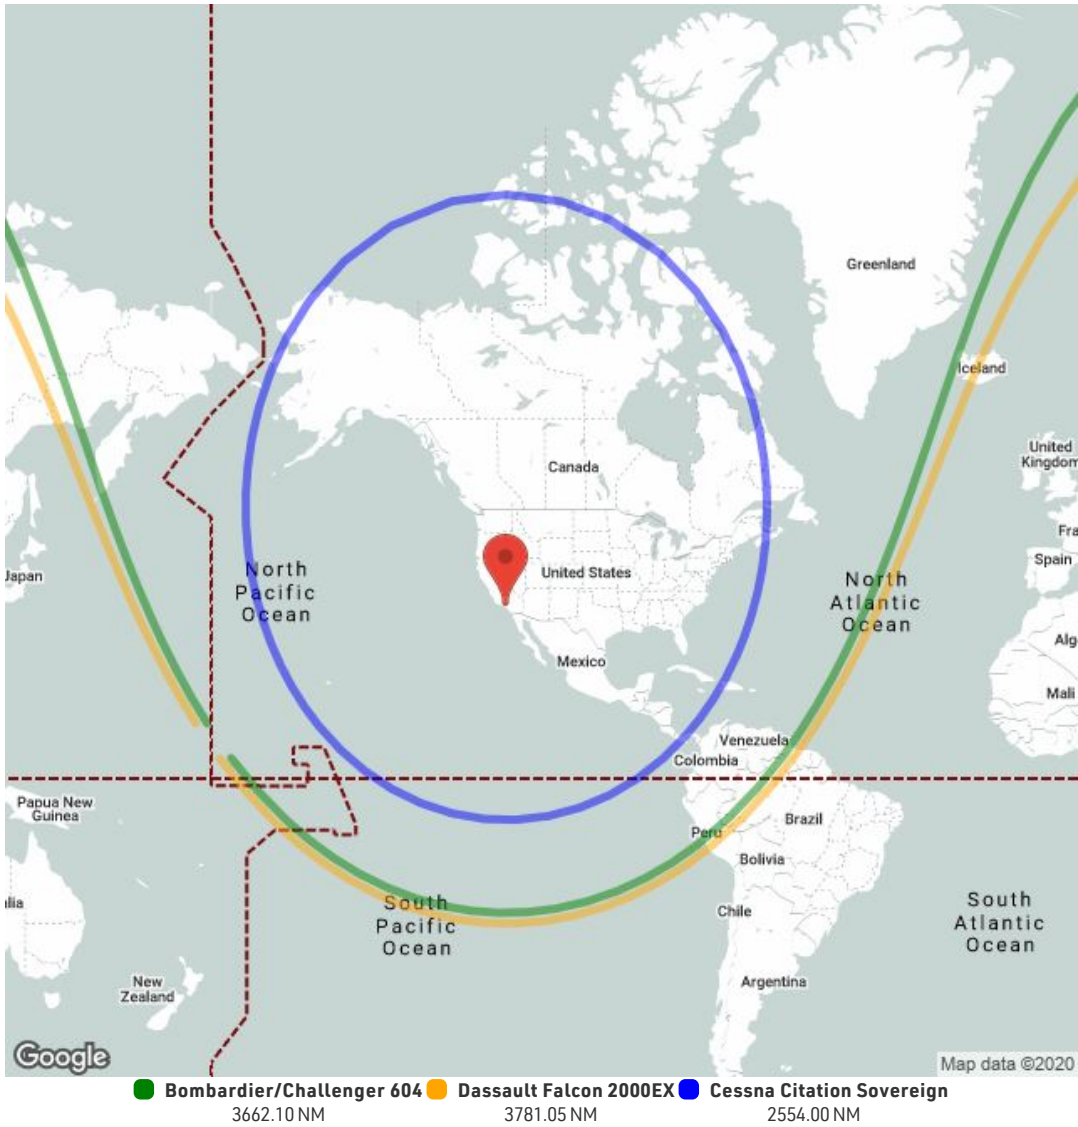 Greenland
Iceland
United
Kingdom
Canada
Fra
Spain
Japan
North
Pacific
Ocean
United States
North
Atlantic
Ocean
Alg
Mexico
Mali
Venezuela
Colombia
Papua New
Guinea
Peru
Brazil
Bolivia
lia
South
Pacific
Ocean
Chile
South
Atlantic
Ocean
New
Zealand
Argentina
Google
Map data ©2020
Bombardier/Challenger 604 Dassault Falcon 2000EX Cessna Citation Sovereign
3662.10 NM 3781.05 NM 2554.00 NM